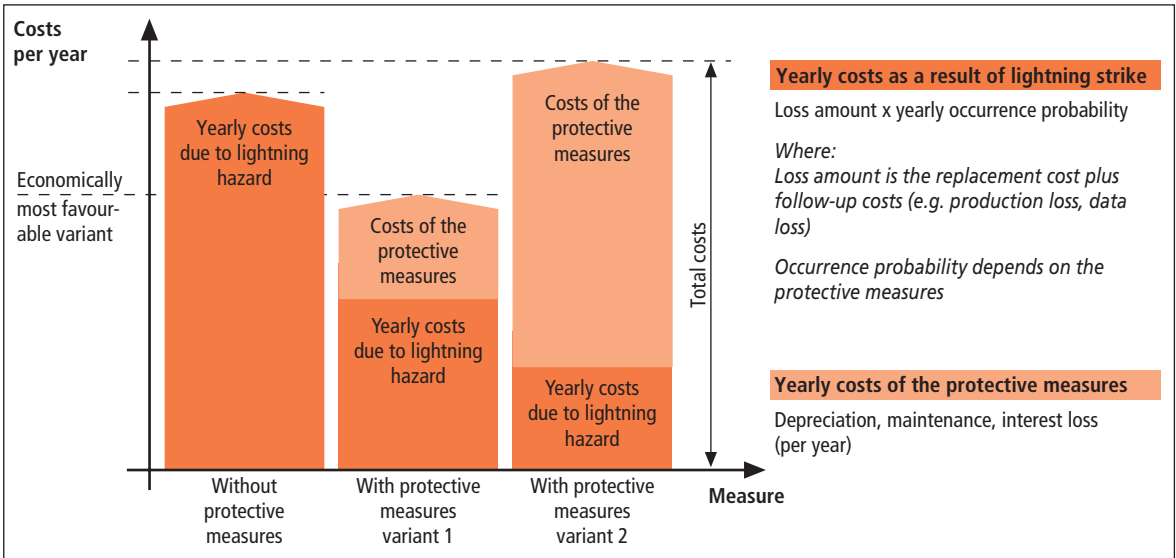 Costs
per year
Yearly costs
due to lightning
hazard
Economically
most favour-
able variant
Costs of the
protective
measures
Yearly costs
due to lightning
hazard
Costs of the
protective
measures
Yearly costs
due to lightning
hazard
Total costs
Without
protective
measures
With protective
measures
variant 1
With protective
measures
variant 2
Measure
Yearly costs as a result of lightning strike
Loss amount x yearly occurrence probability
Where:
Loss amount is the replacement cost plus
follow-up costs (e.g. production loss, data
loss)
Occurrence probability depends on the
protective measures
Yearly costs of the protective measures
Depreciation, maintenance, interest loss
(per year)